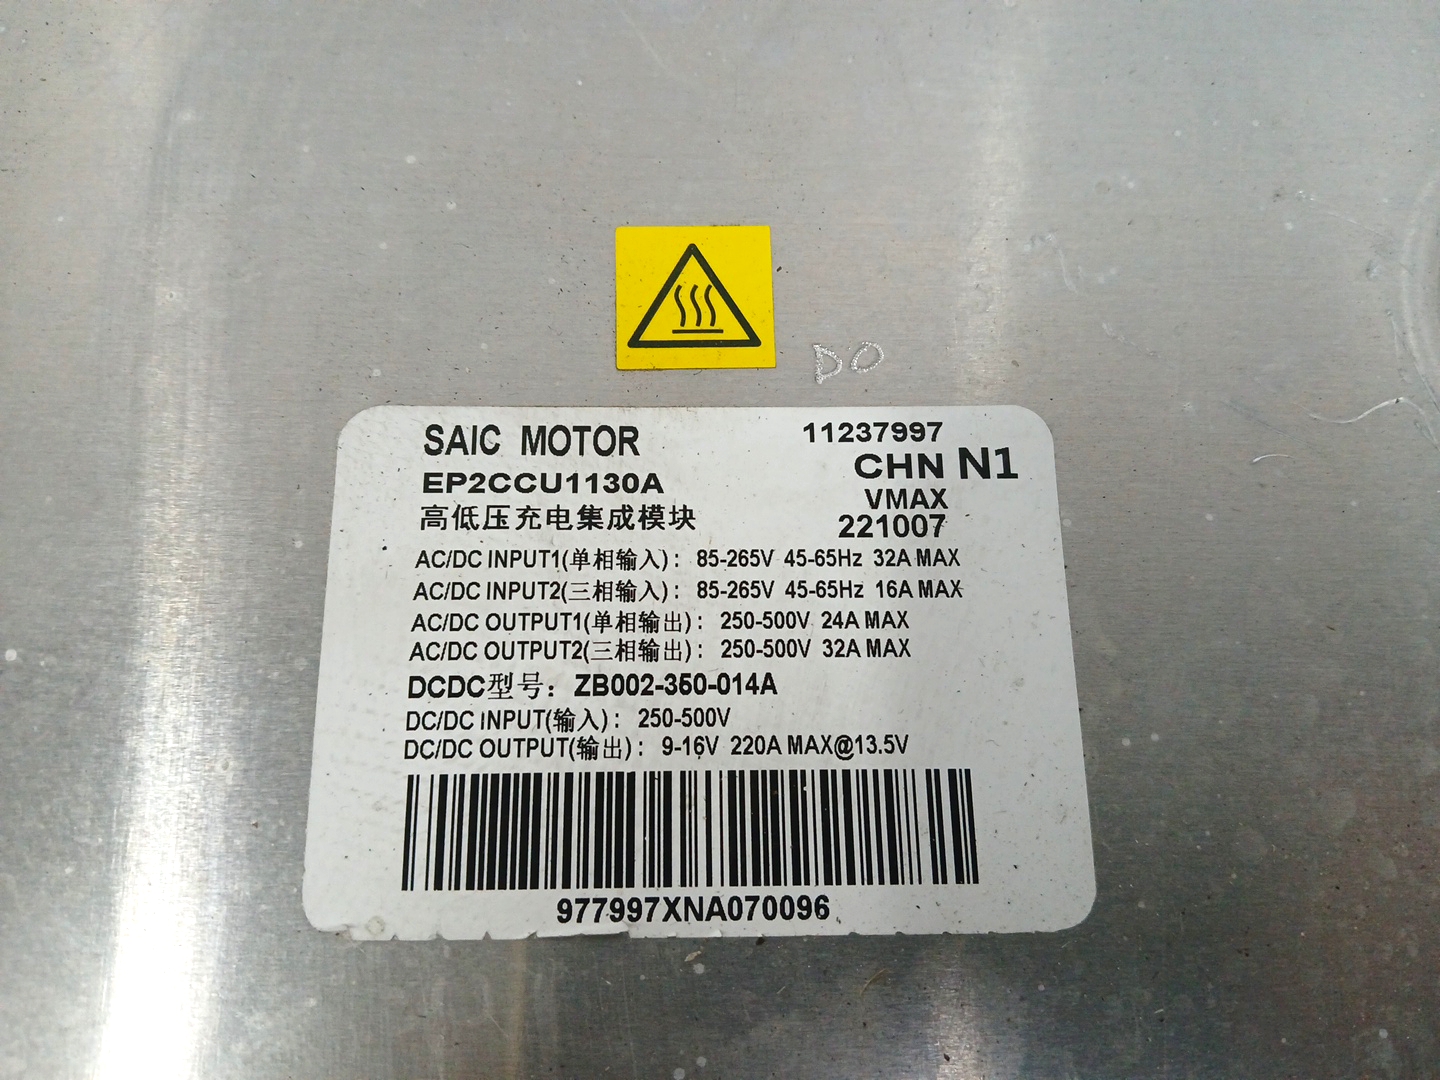 DO
SAIC MOTOR 11237997
EP2CCU1130A CHN N1
VMAX
高低压充电集成模块 221007
AC/DC INPUT1(单相输入): 85-265V 45-65Hz 32A MAX
AC/DC INPUT2(三相输入): 85-265V 45-65Hz 16A MAX
AC/DC OUTPUT1(单相输出): 250-500V 24A MAX
AC/DC OUTPUT2(三相输出): 250-500V 32A MAX
DCDC型号: ZB002-350-014A
DC/DC INPUT(输入): 250-500V
DC/DC OUTPUT(输出): 9-16V 220A MAX@13.5V
977997XNA070096